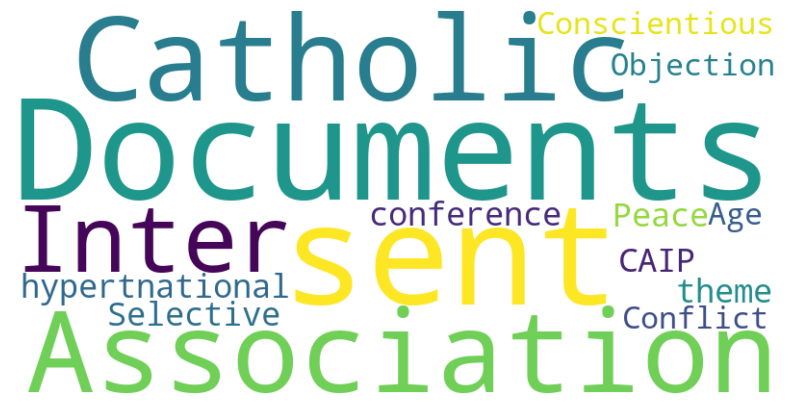 Catholic Conscientious
Objection
Documents
Inter sent conference Peace Age
CAIP
hypertnational theme
Selective Conflict
Association